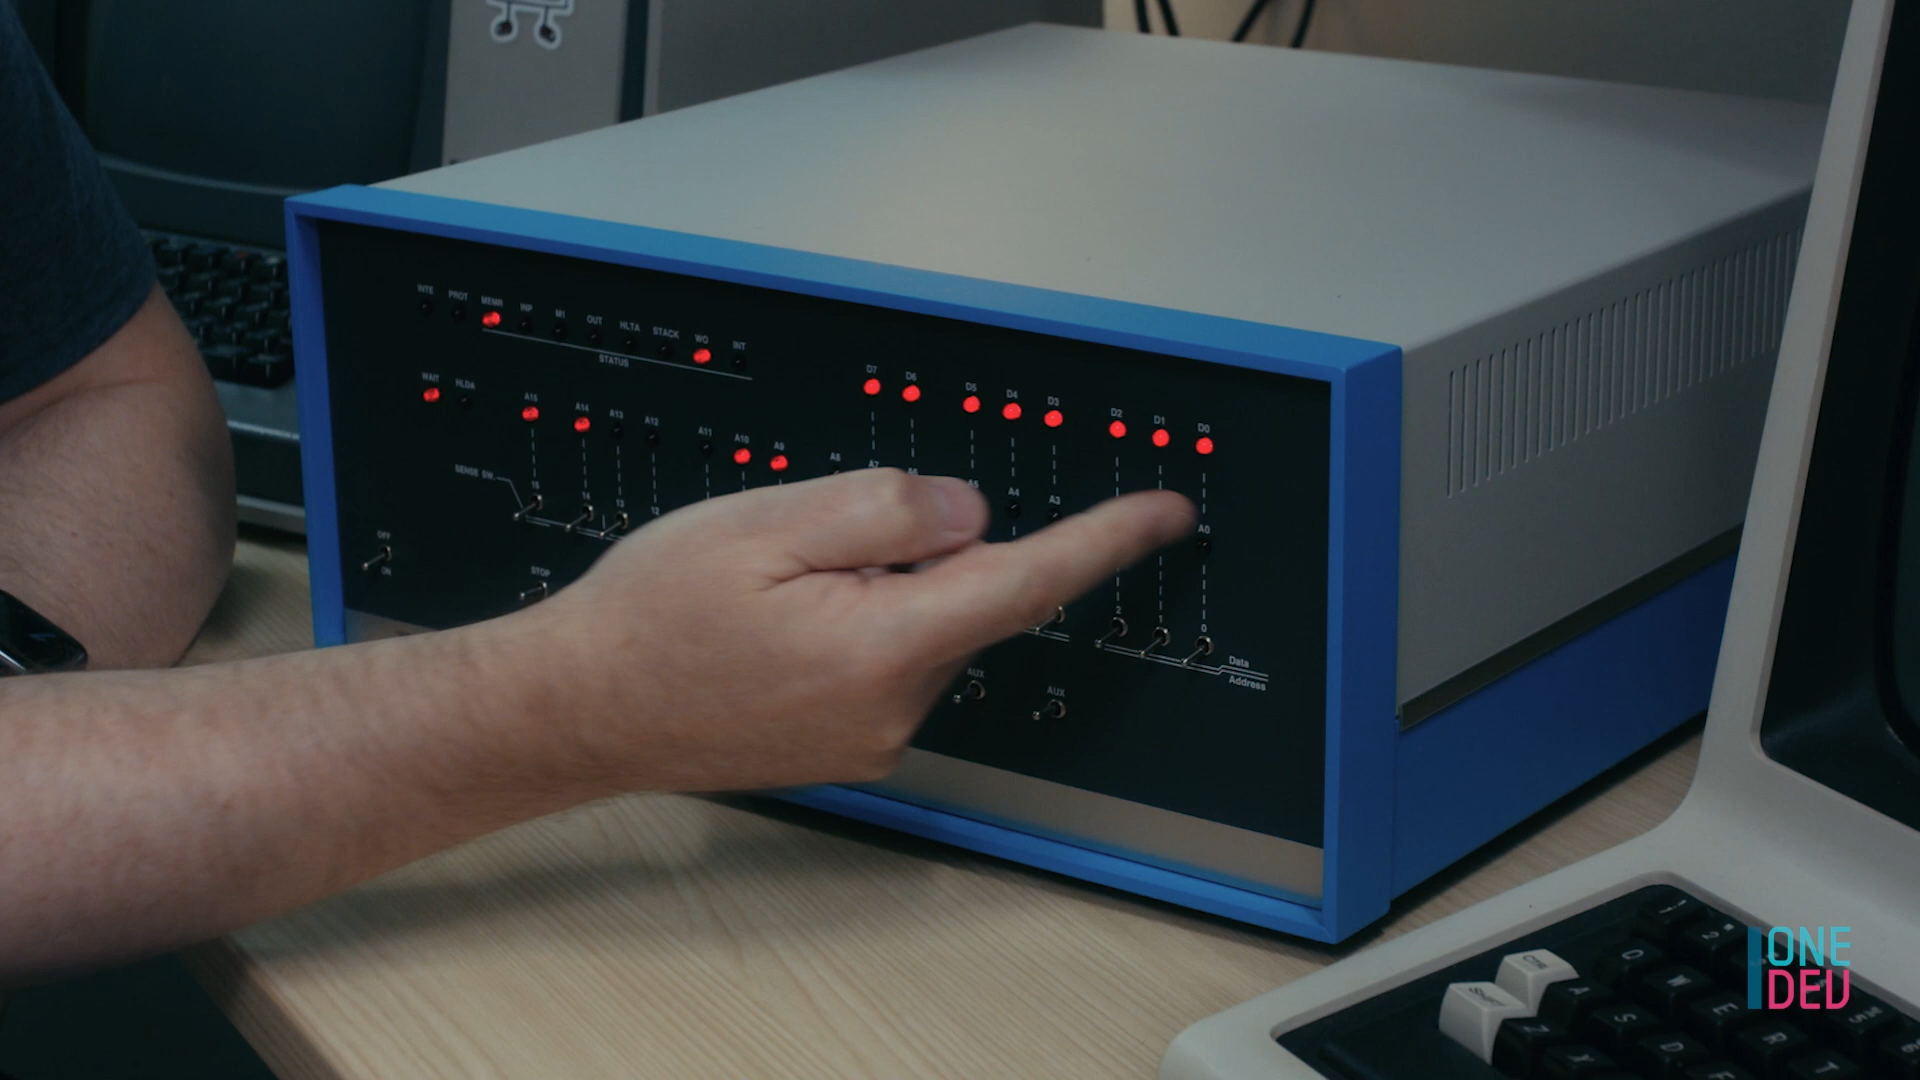 INTE PROT MEMR INP M1 OUT HLTA STACK WO INT
STATUS
WAIT HLDA
D7 D6 D5 D4 D3 D2 D1 D0
A15 A14 A13 A12 A11 A10 A9 A8 A7 A6 A5 A4 A3 A0
SENSE SW.
15 14 13 12 2 0
OFF
ON
STOP
AUX AUX
Data
Address
CTRL
Q W E R T
A S D F
Z X
ONE
DEV